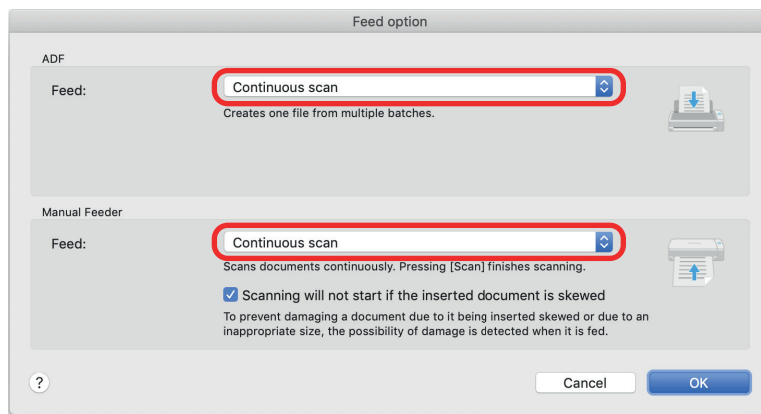 Feed option
ADF
Feed:
Continuous scan
Creates one file from multiple batches.
Manual Feeder
Feed:
Continuous scan
Scans documents continuously. Pressing [Scan] finishes scanning.
Scanning will not start if the inserted document is skewed
To prevent damaging a document due to it being inserted skewed or due to an
inappropriate size, the possibility of damage is detected when it is fed.
?
Cancel
OK